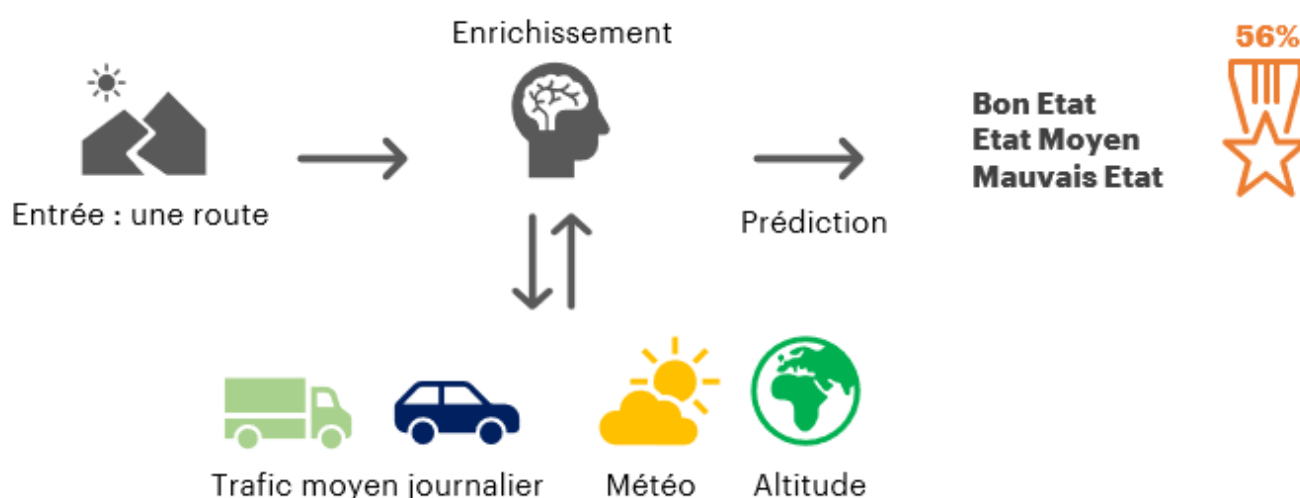 Enrichissement
56%
Bon Etat
Etat Moyen
Mauvais Etat
Entrée : une route
Prédiction
Trafic moyen journalier
Météo
Altitude